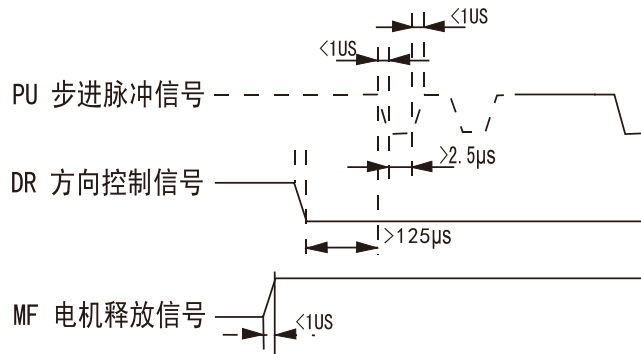 <1US
<1US
PU 步进脉冲信号
>2.5μs
DR 方向控制信号
>125μs
MF 电机释放信号
<1US